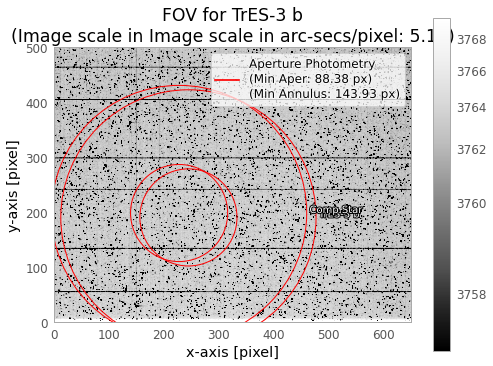 FOV for TrES-3 b
(Image scale in Image scale in arc-secs/pixel: 5.1
Aperture Photometry
(Min Aper: 88.38 px)
(Min Annulus: 143.93 px)
Comp Star
y-axis [pixel]
500
400
300
200
100
0
0
100
200
300
400
500
600
x-axis [pixel]
3768
3766
3764
3762
3760
3758